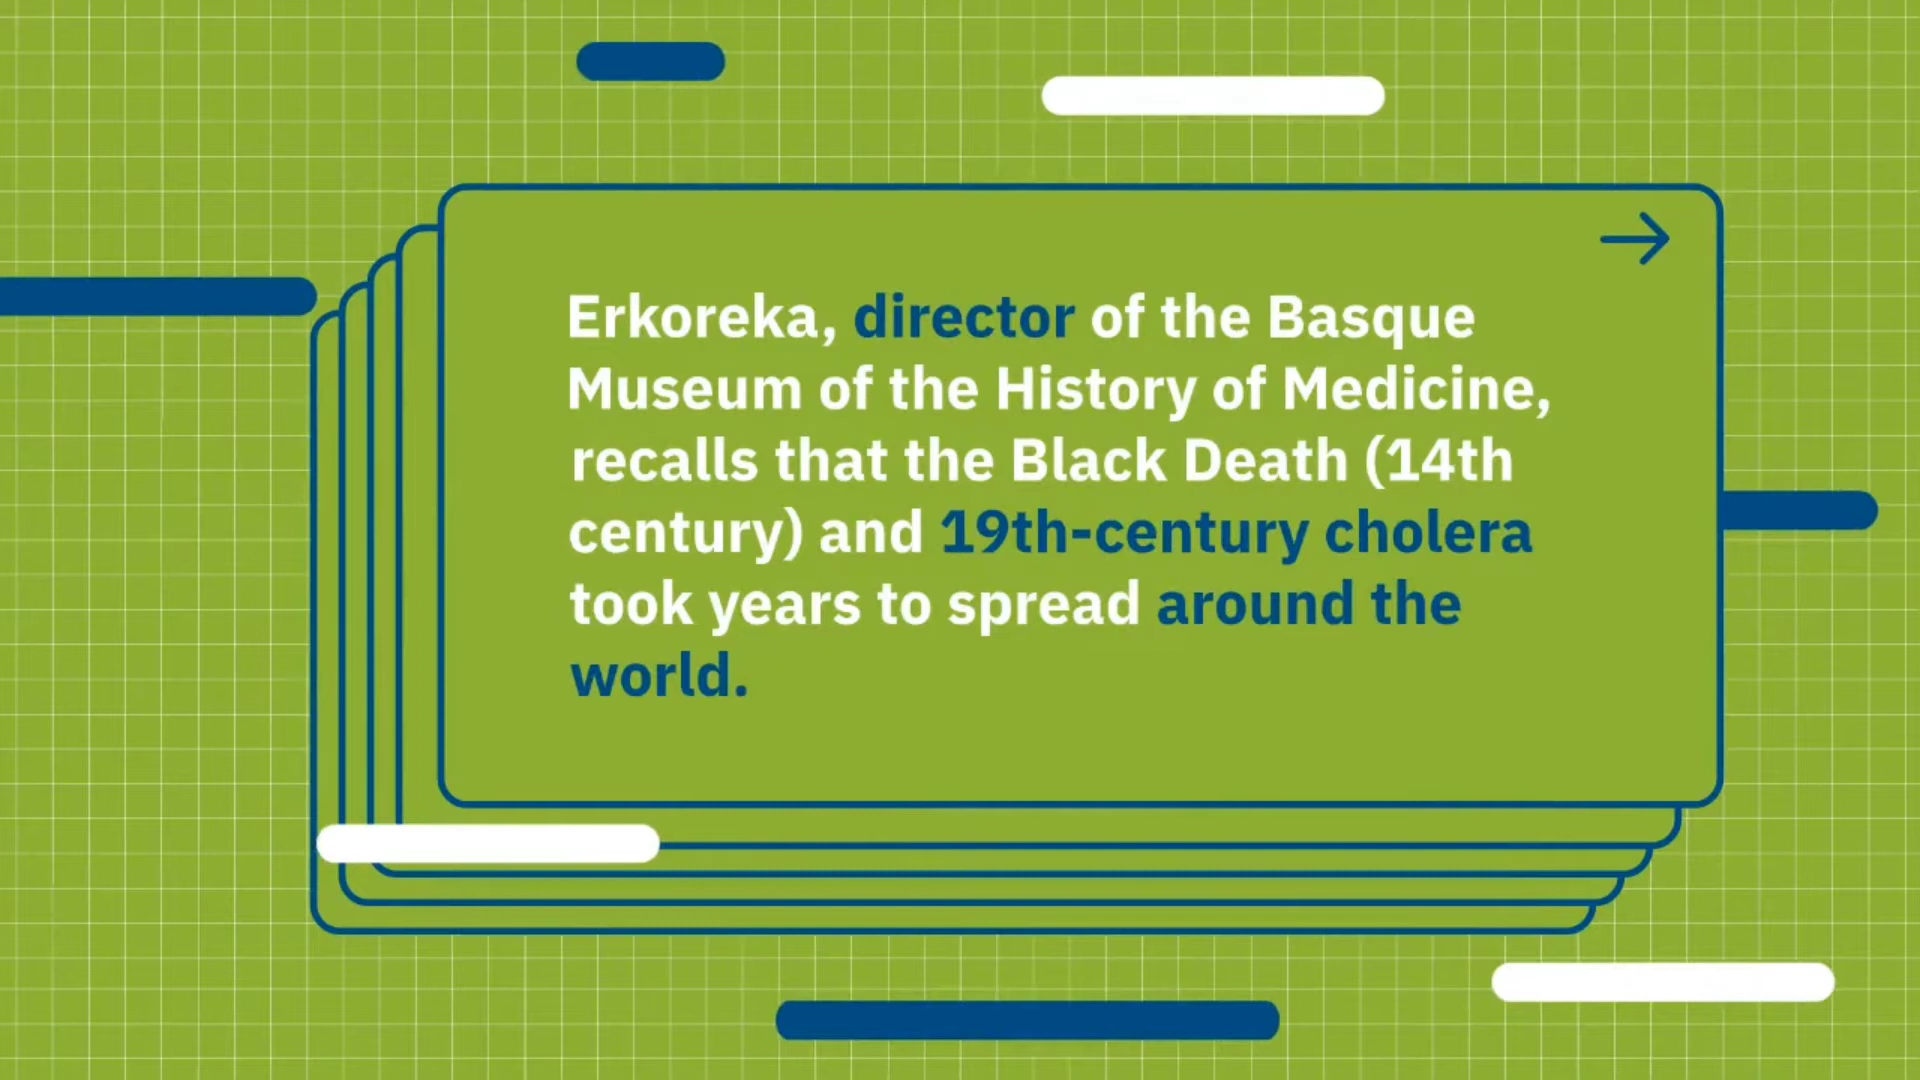 Erkoreka, director of the Basque
Museum of the History of Medicine,
recalls that the Black Death (14th
century) and 19th-century cholera
took years to spread around the
world.